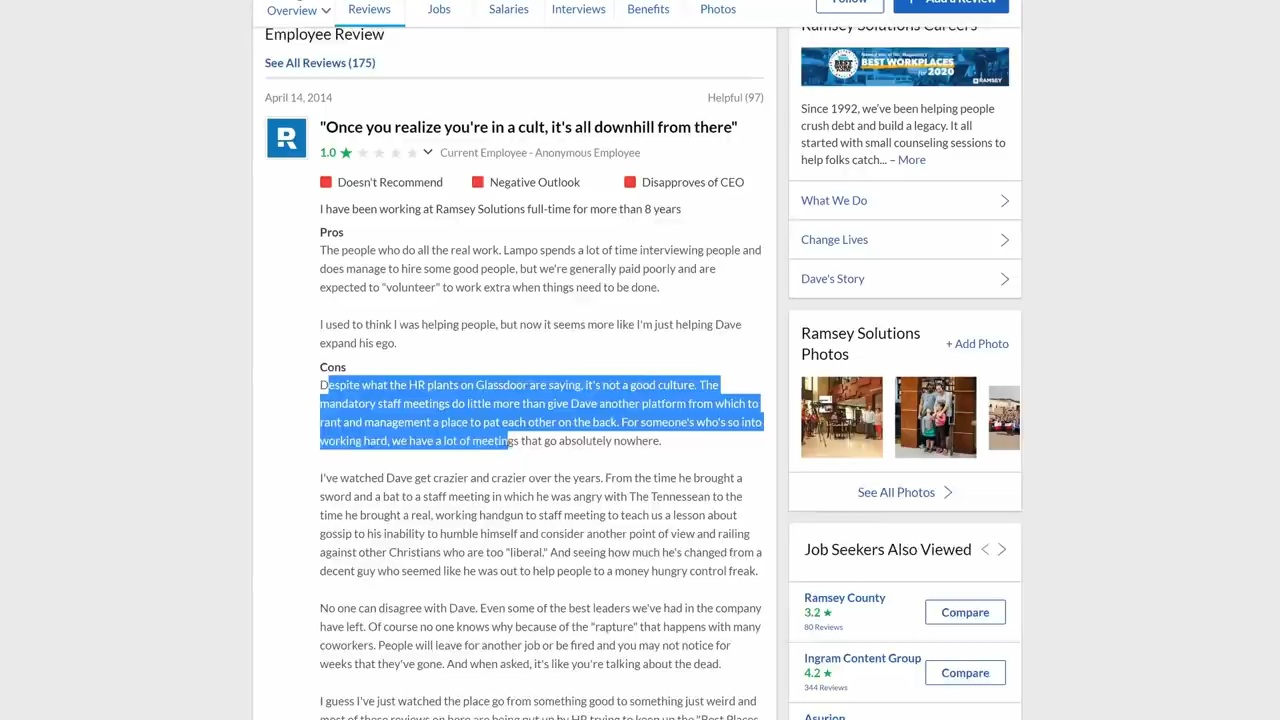 Overview
Reviews
Jobs
Salaries
Interviews
Benefits
Photos
Follow
+ Add a Review
Employee Review
See All Reviews (175)
April 14, 2014
Helpful (97)
R
"Once you realize you're in a cult, it's all downhill from there"
1.0 ★
Current Employee - Anonymous Employee
Doesn't Recommend
Negative Outlook
Disapproves of CEO
I have been working at Ramsey Solutions full-time for more than 8 years
Pros
The people who do all the real work. Lampo spends a lot of time interviewing people and
does manage to hire some good people, but we're generally paid poorly and are
expected to "volunteer" to work extra when things need to be done.
I used to think I was helping people, but now it seems more like I'm just helping Dave
expand his ego.
Cons
Despite what the HR plants on Glassdoor are saying, it's not a good culture. The
mandatory staff meetings do little more than give Dave another platform from which to
rant and management a place to pat each other on the back. For someone's who's so into
working hard, we have a lot of meetings that go absolutely nowhere.
I've watched Dave get crazier and crazier over the years. From the time he brought a
sword and a bat to a staff meeting in which he was angry with The Tennessean to the
time he brought a real, working handgun to staff meeting to teach us a lesson about
gossip to his inability to humble himself and consider another point of view and railing
against other Christians who are too "liberal." And seeing how much he's changed from a
decent guy who seemed like he was out to help people to a money hungry control freak.
No one can disagree with Dave. Even some of the best leaders we've had in the company
have left. Of course no one knows why because of the "rapture" that happens with many
coworkers. People will leave for another job or be fired and you may not notice for
weeks that they've gone. And when asked, it's like you're talking about the dead.
I guess I've just watched the place go from something good to something just weird and
most of these reviews on here are being put up by HR trying to keep up the "Best Places
Ramsey Solutions Careers
BEST WORKPLACES
for 2020
RAMSEY
Since 1992, we've been helping people
crush debt and build a legacy. It all
started with small counseling sessions to
help folks catch... – More
What We Do
Change Lives
Dave's Story
Ramsey Solutions
Photos
+ Add Photo
See All Photos
Job Seekers Also Viewed
Ramsey County
3.2 ★
80 Reviews
Compare
Ingram Content Group
4.2 ★
344 Reviews
Compare
Asurion